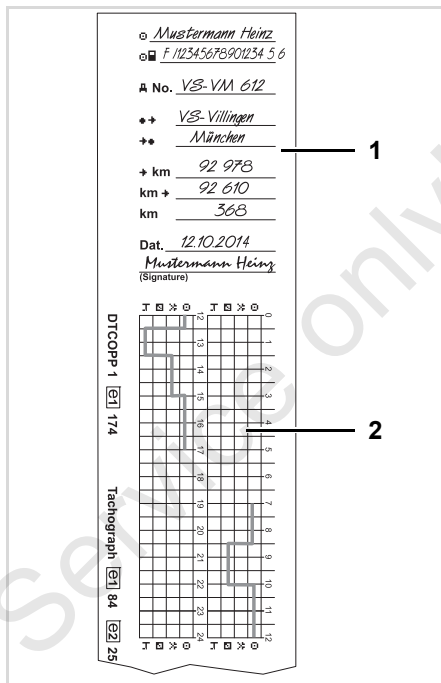 Mustermann Heinz
F /12345678901234 5 6
No. VS-VM 612
VS-Villingen
München
km 92 978
km 92 610
km 368
Dat. 12.10.2014
Mustermann Heinz
(Signature)
1
2
12 13 14 15 16 17 18 19 20 21 22 23 24
0 1 2 3 4 5 6 7 8 9 10 11 12
DTCOPP 1 e1 174 Tachograph e1 84 e2 25
Service only